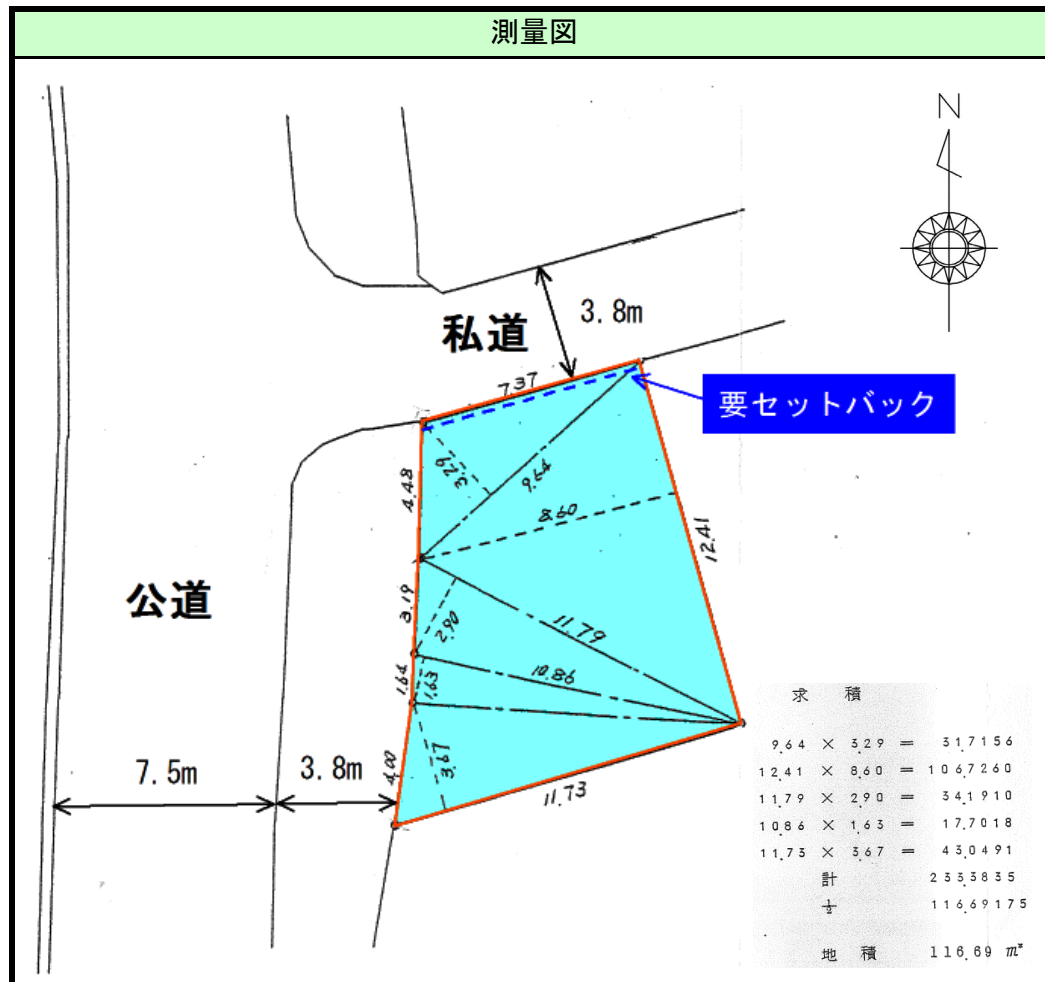 測量図
N
3.8m
私道
7.37
要セットバック
3.29
9.64
4.48
8.60
12.41
公道
3.19
2.90
11.79
1.64
1.63
10.86
7.5m
3.8m
4.00
3.67
11.73
求 積
9.64 × 3.29 = 31.7156
12.41 × 8.60 = 106.7260
11.79 × 2.90 = 34.1910
10.86 × 1.63 = 17.7018
11.73 × 3.67 = 43.0491
計 233.3835
½ 116.69175
地 積 116.69 m²